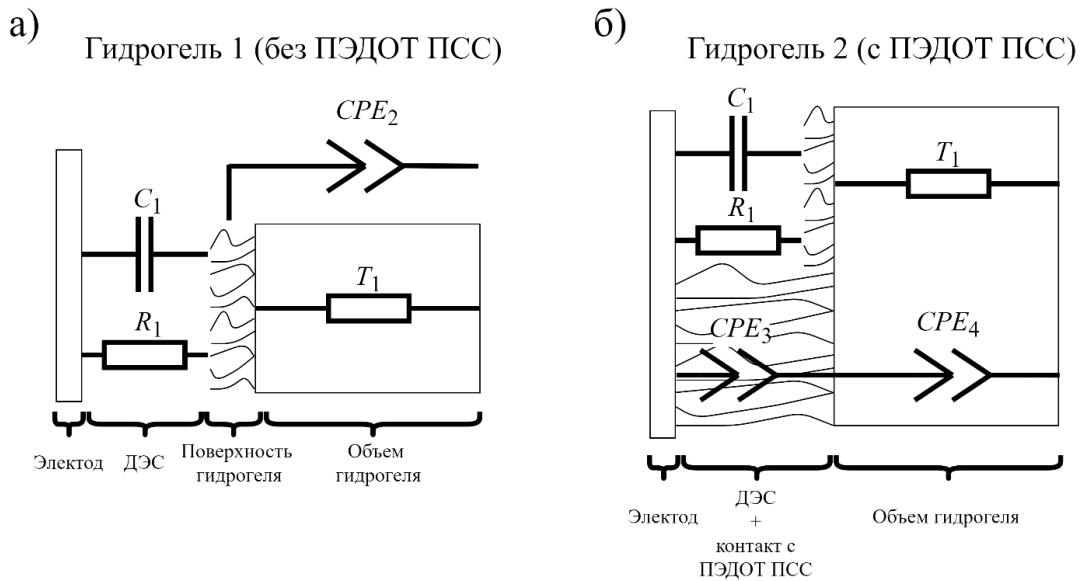 а)
Гидрогель 1 (без ПЭДОТ ПСС)
CPE2
C1
T1
R1
Электод
ДЭС
Поверхность
гидрогеля
Объем
гидрогеля
б)
Гидрогель 2 (с ПЭДОТ ПСС)
C1
T1
R1
CPE3
CPE4
Электод
ДЭС
+
контакт с
ПЭДОТ ПСС
Объем гидрогеля